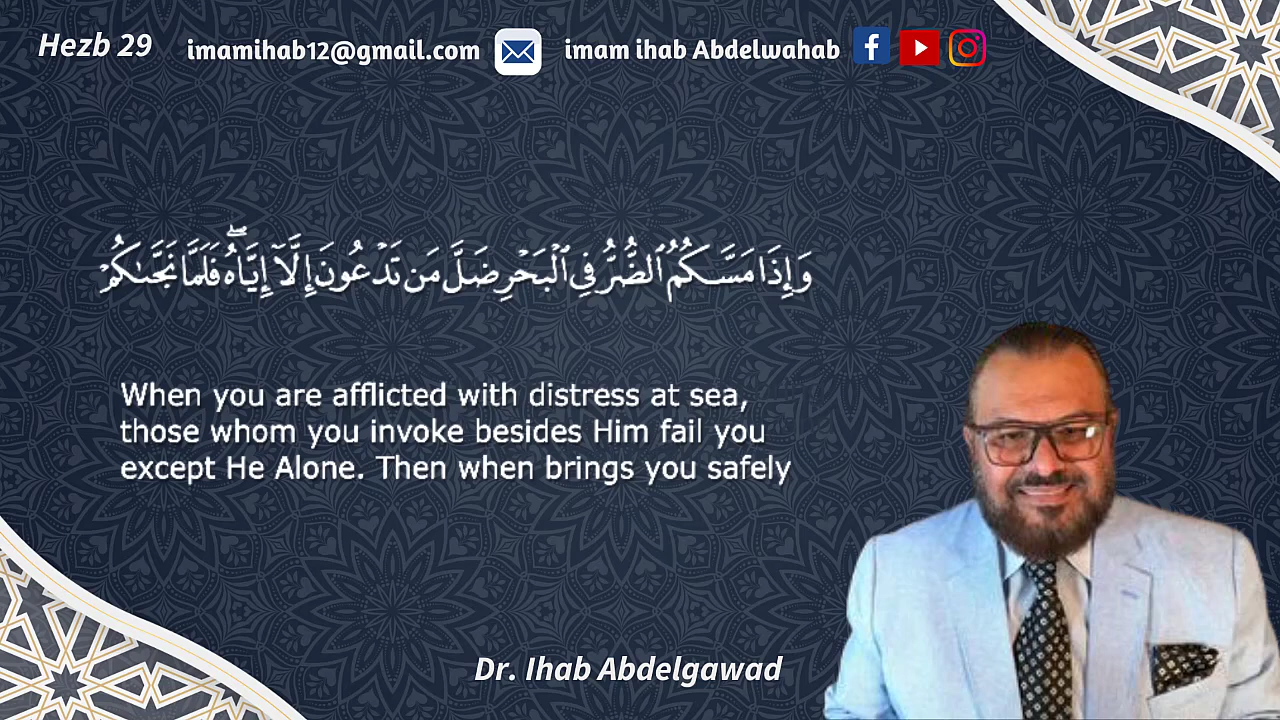 Hezb 29
imamihab12@gmail.com
imam ihab Abdelwahab
وَإِذَا مَسَّكُمُ ٱلضُّرُّ فِي ٱلْبَحْرِ ضَلَّ مَن تَدْعُونَ إِلَّآ إِيَّاهُ ۖ فَلَمَّا نَجَّىٰكُمْ
When you are afflicted with distress at sea,
those whom you invoke besides Him fail you
except He Alone. Then when brings you safely
Dr. Ihab Abdelgawad